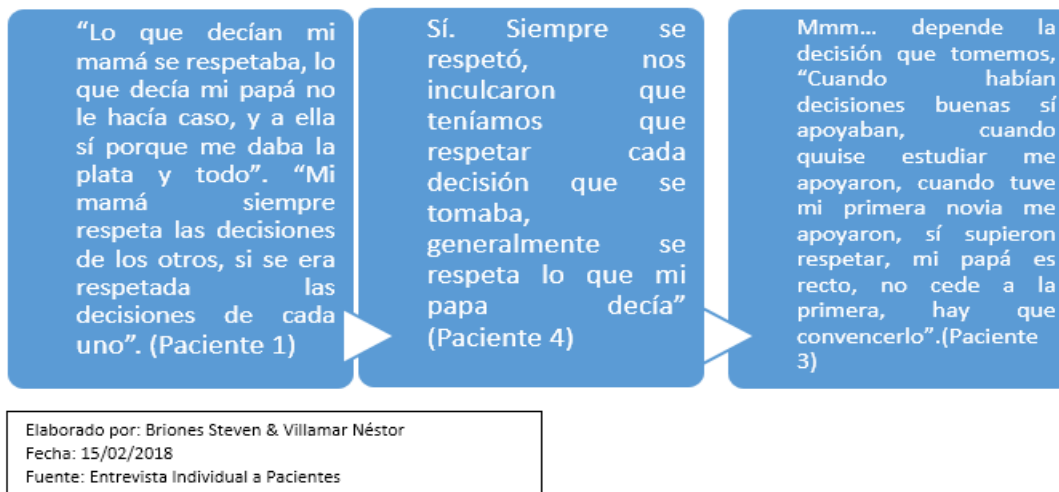 “Lo que decían mi
mamá se respetaba, lo
que decía mi papá no
le hacía caso, y a ella
sí porque me daba la
plata y todo”. “Mi
mamá siempre
respeta las decisiones
de los otros, si se era
respetada las
decisiones de cada
uno”. (Paciente 1)
Sí. Siempre se
respetó, nos
inculcaron que
teníamos que
respetar cada
decisión que se
tomaba,
generalmente se
respeta lo que mi
papa decía”
(Paciente 4)
Mmm... depende la
decisión que tomemos,
“Cuando habían
decisiones buenas sí
apoyaban, cuando
quuise estudiar me
apoyaron, cuando tuve
mi primera novia me
apoyaron, sí supieron
respetar, mi papá es
recto, no cede a la
primera, hay que
convencerlo”.(Paciente
3)
Elaborado por: Briones Steven & Villamar Néstor
Fecha: 15/02/2018
Fuente: Entrevista Individual a Pacientes